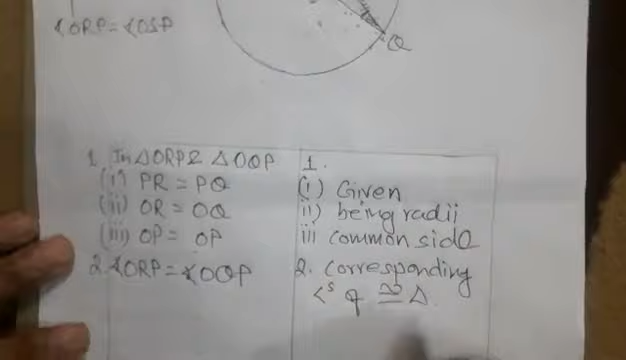 ∠ORP = ∠OSP
Q
1. In △ORP & △OQP
(i) PR = PQ
(ii) OR = OQ
(iii) OP = OP
2. ∠ORP = ∠OQP
1.
(i) Given
ii) being radii
iii common side
2. corresponding
<s of ≅ △.